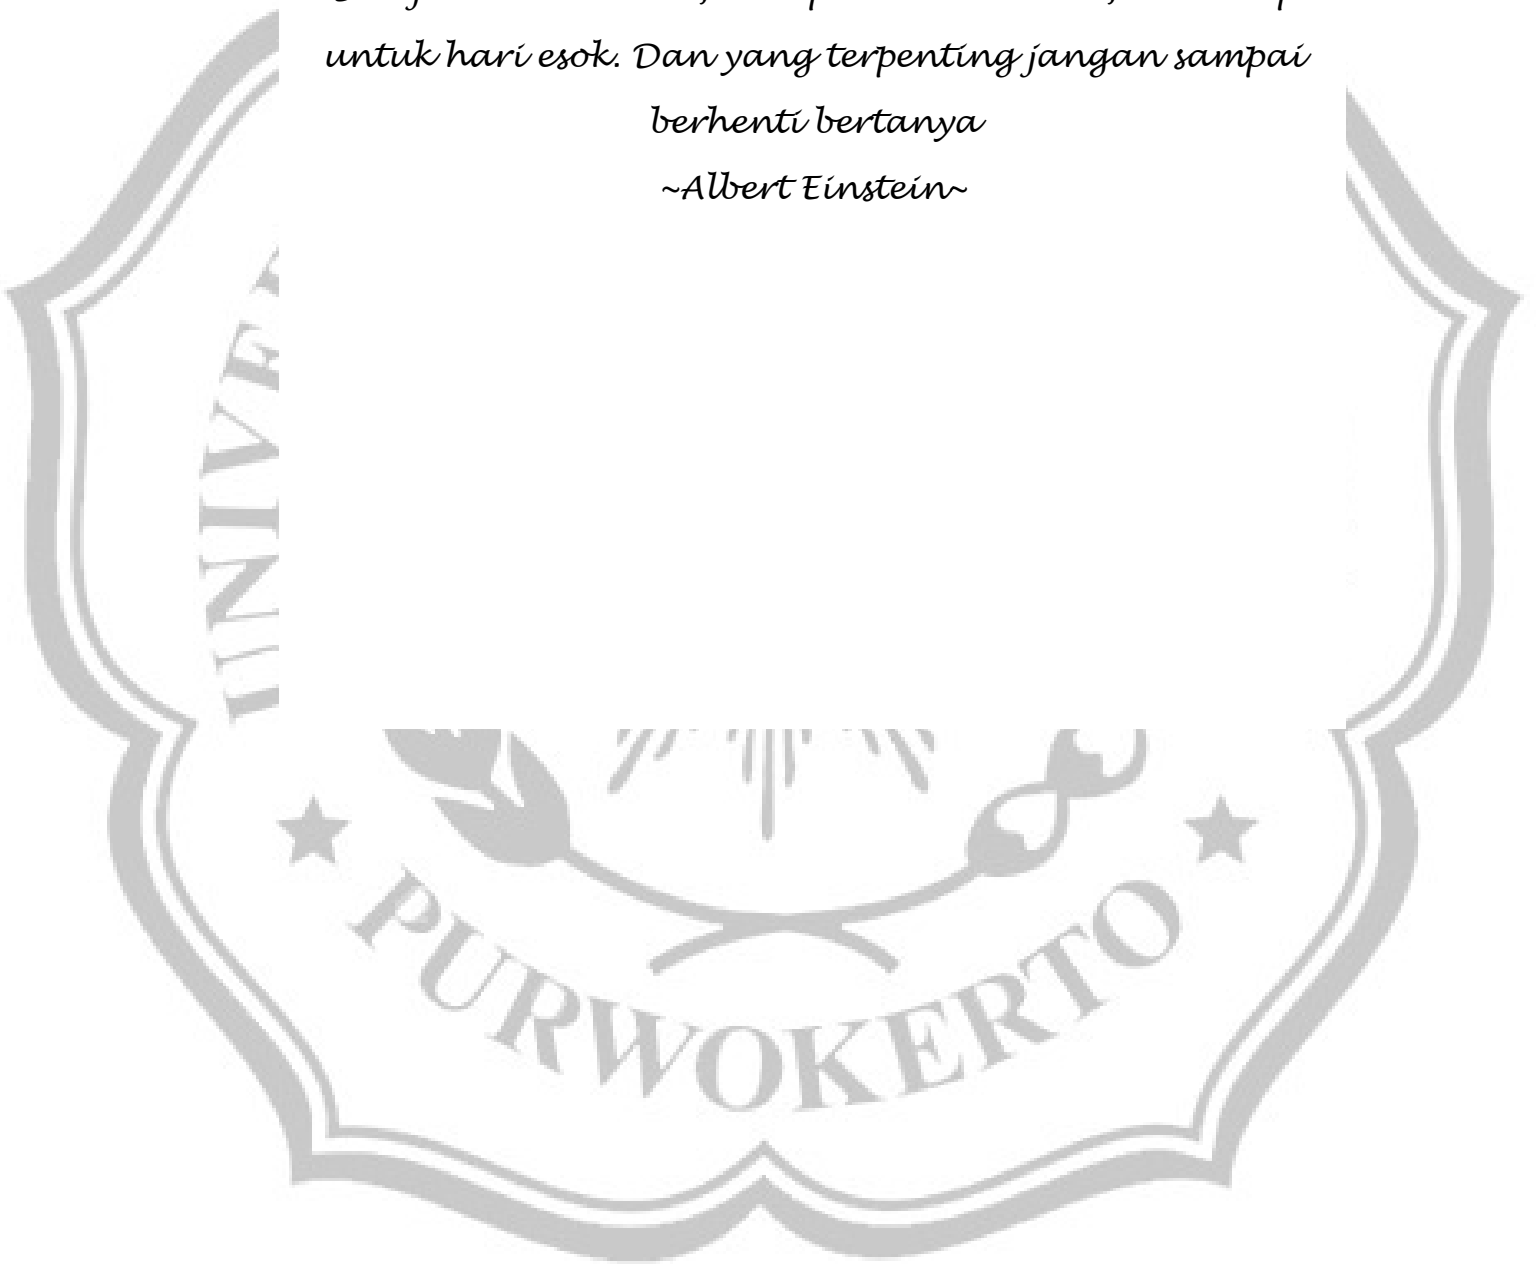 untuk hari esok. Dan yang terpenting jangan sampai
berhenti bertanya
~Albert Einstein~
PURWOKERTO